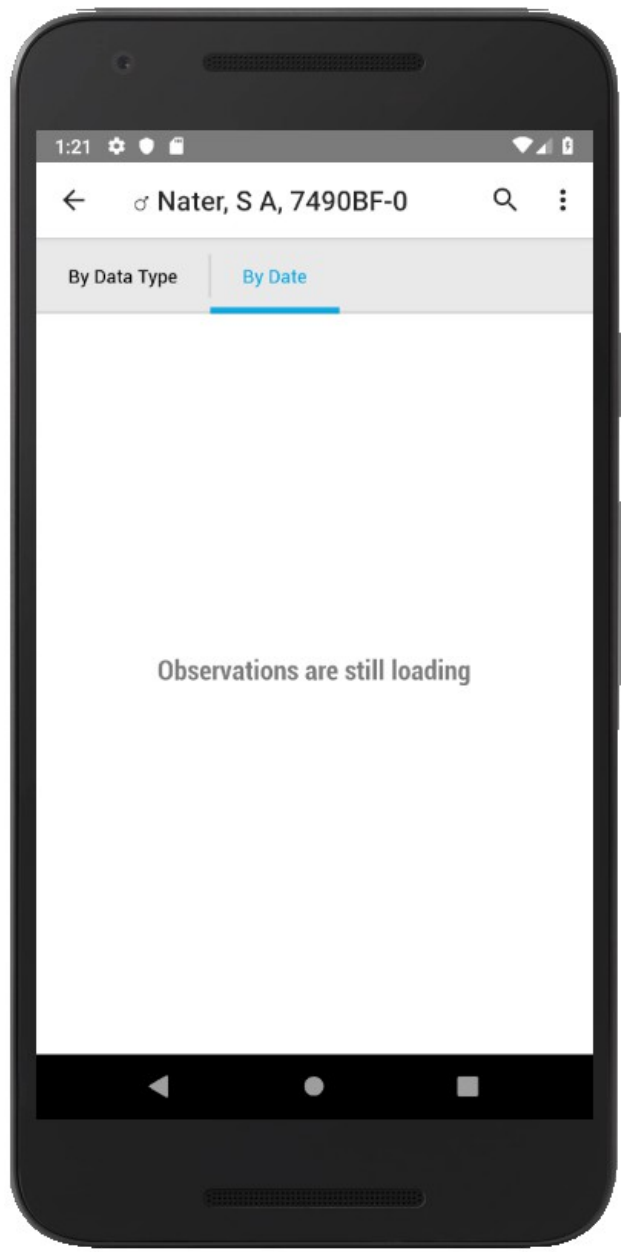 1:21
♂ Nater, S A, 7490BF-0
By Data Type
By Date
Observations are still loading